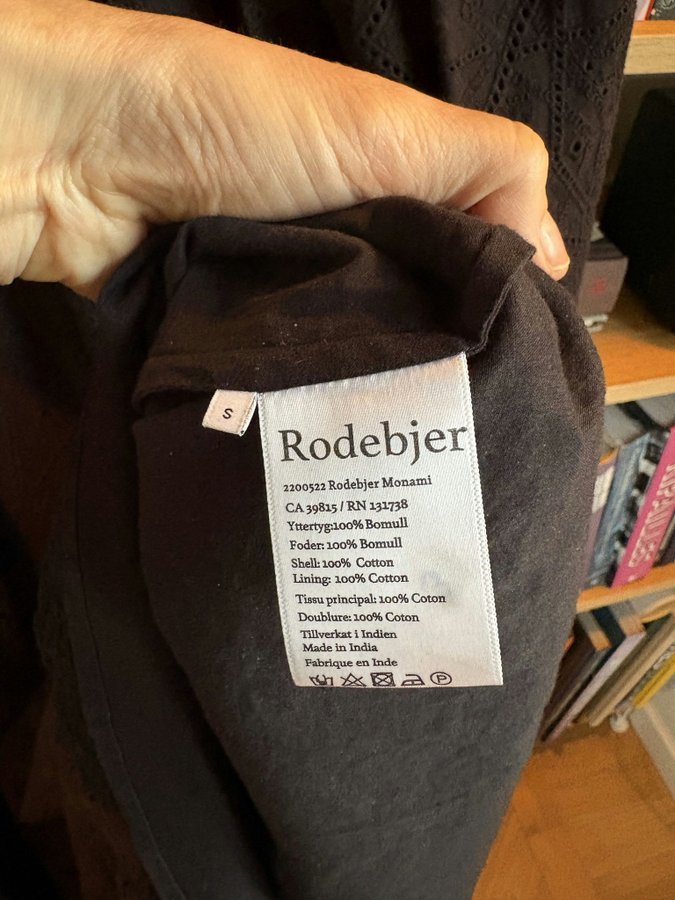 S
Rodebjer
2200522 Rodebjer Monami
CA 39815 / RN 131738
Yttertyg:100% Bomull
Foder: 100% Bomull
Shell: 100% Cotton
Lining: 100% Cotton
Tissu principal: 100% Coton
Doublure: 100% Coton
Tillverkat i Indien
Made in India
Fabrique en Inde
P